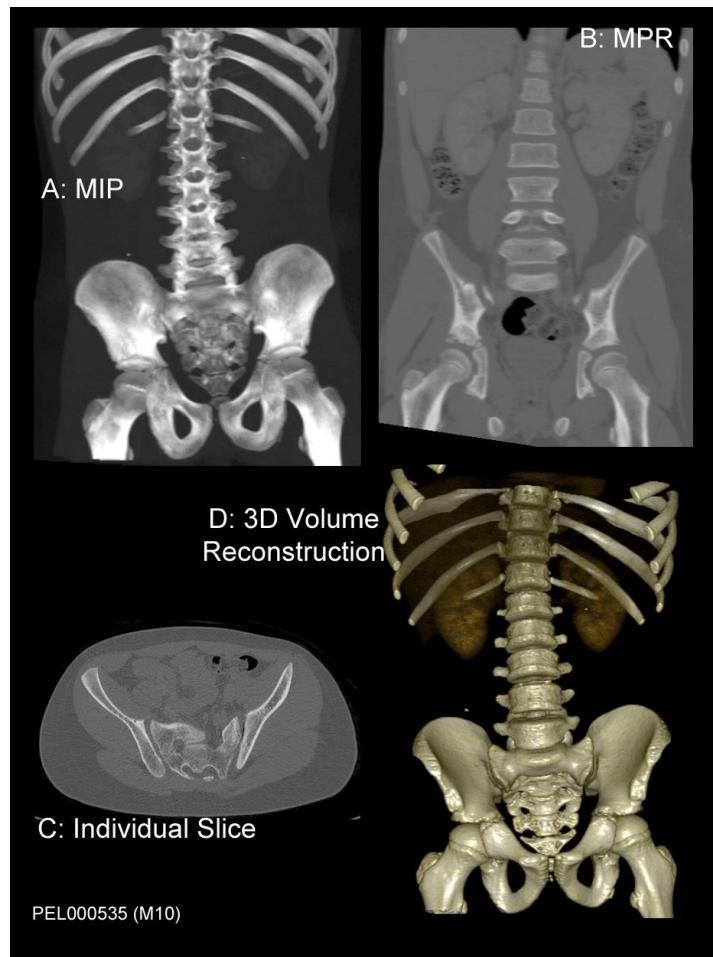 B: MPR
A: MIP
D: 3D Volume
Reconstruction
C: Individual Slice
PEL000535 (M10)